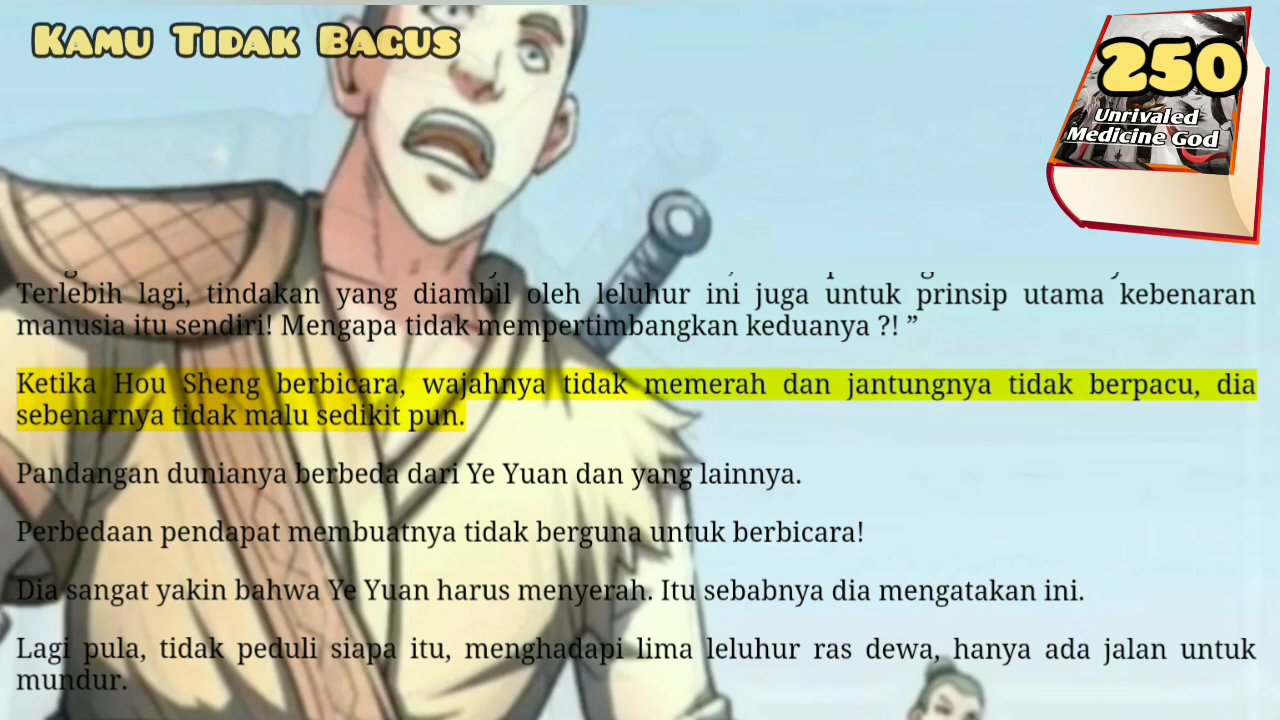 Kamu Tidak Bagus
250
Unrivaled
Medicine God
Terlebih lagi, tindakan yang diambil oleh leluhur ini juga untuk prinsip utama kebenaran
manusia itu sendiri! Mengapa tidak mempertimbangkan keduanya ?! ”
Ketika Hou Sheng berbicara, wajahnya tidak memerah dan jantungnya tidak berpacu, dia
sebenarnya tidak malu sedikit pun.
Pandangan dunianya berbeda dari Ye Yuan dan yang lainnya.
Perbedaan pendapat membuatnya tidak berguna untuk berbicara!
Dia sangat yakin bahwa Ye Yuan harus menyerah. Itu sebabnya dia mengatakan ini.
Lagi pula, tidak peduli siapa itu, menghadapi lima leluhur ras dewa, hanya ada jalan untuk
mundur.